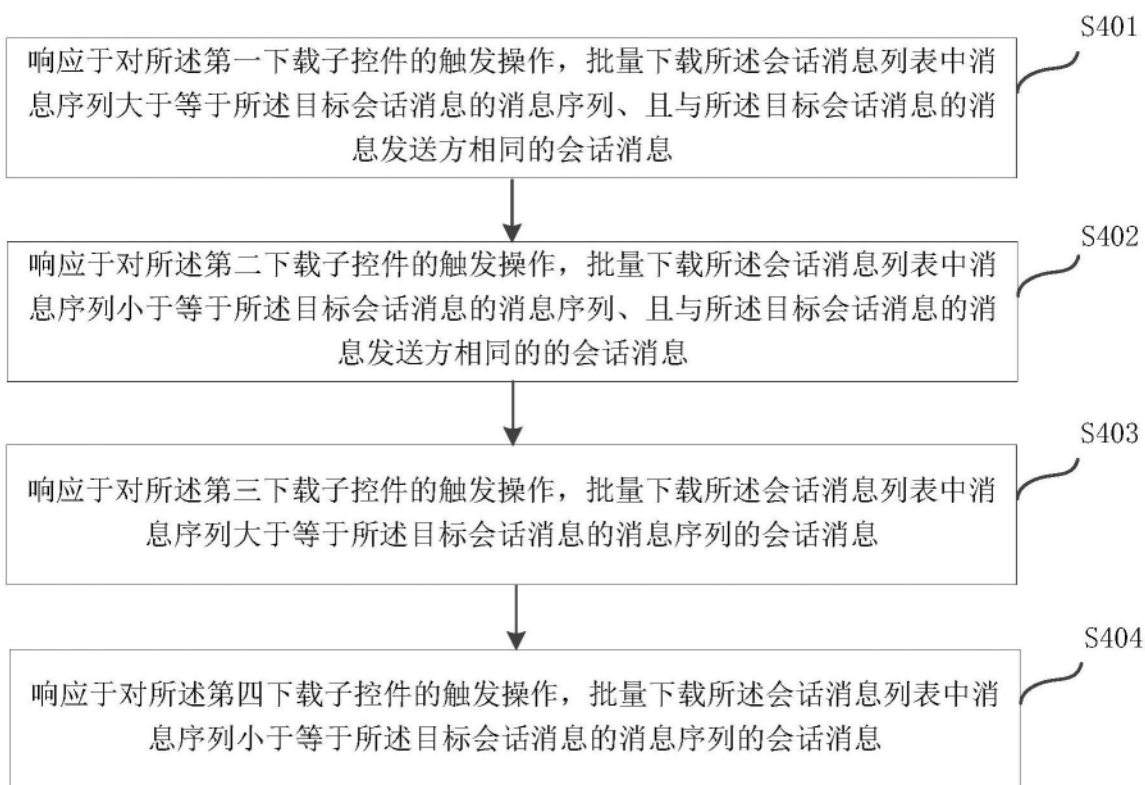 S401
响应于对所述第一下载子控件的触发操作，批量下载所述会话消息列表中消
息序列大于等于所述目标会话消息的消息序列、且与所述目标会话消息的消
息发送方相同的会话消息
S402
响应于对所述第二下载子控件的触发操作，批量下载所述会话消息列表中消
息序列小于等于所述目标会话消息的消息序列、且与所述目标会话消息的消
息发送方相同的的会话消息
S403
响应于对所述第三下载子控件的触发操作，批量下载所述会话消息列表中消
息序列大于等于所述目标会话消息的消息序列的会话消息
S404
响应于对所述第四下载子控件的触发操作，批量下载所述会话消息列表中消
息序列小于等于所述目标会话消息的消息序列的会话消息